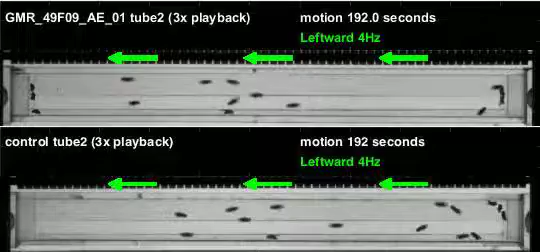 GMR_49F09_AE_01 tube2 (3x playback)
motion 192.0 seconds
Leftward 4Hz
control tube2 (3x playback)
motion 192 seconds
Leftward 4Hz